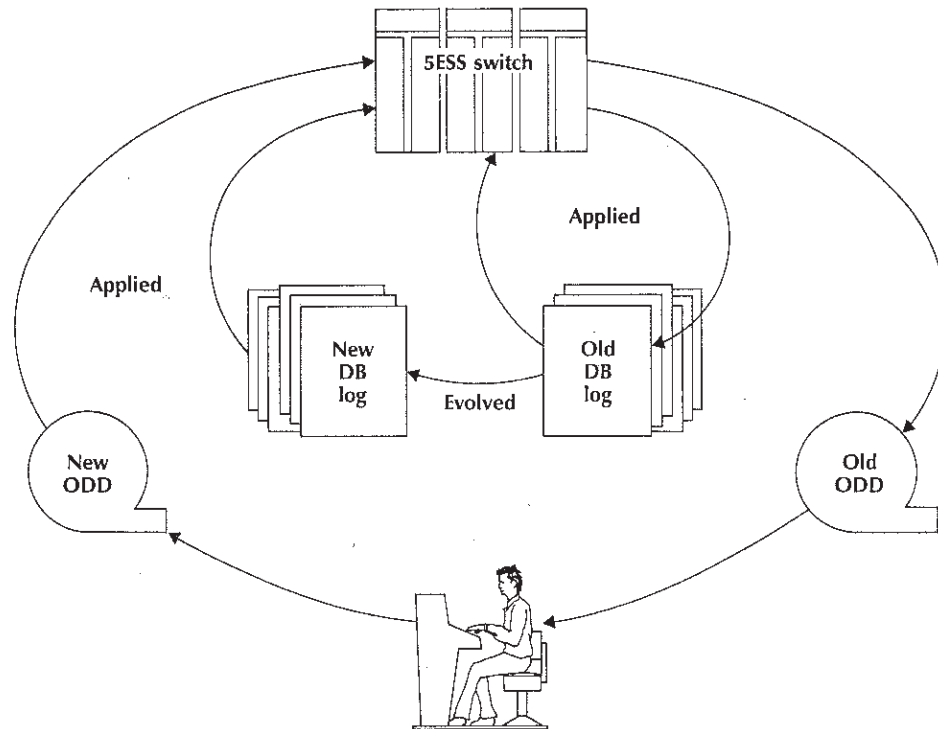 5ESS switch
Applied
Applied
New
DB
log
Old
DB
log
Evolved
New
ODD
Old
ODD